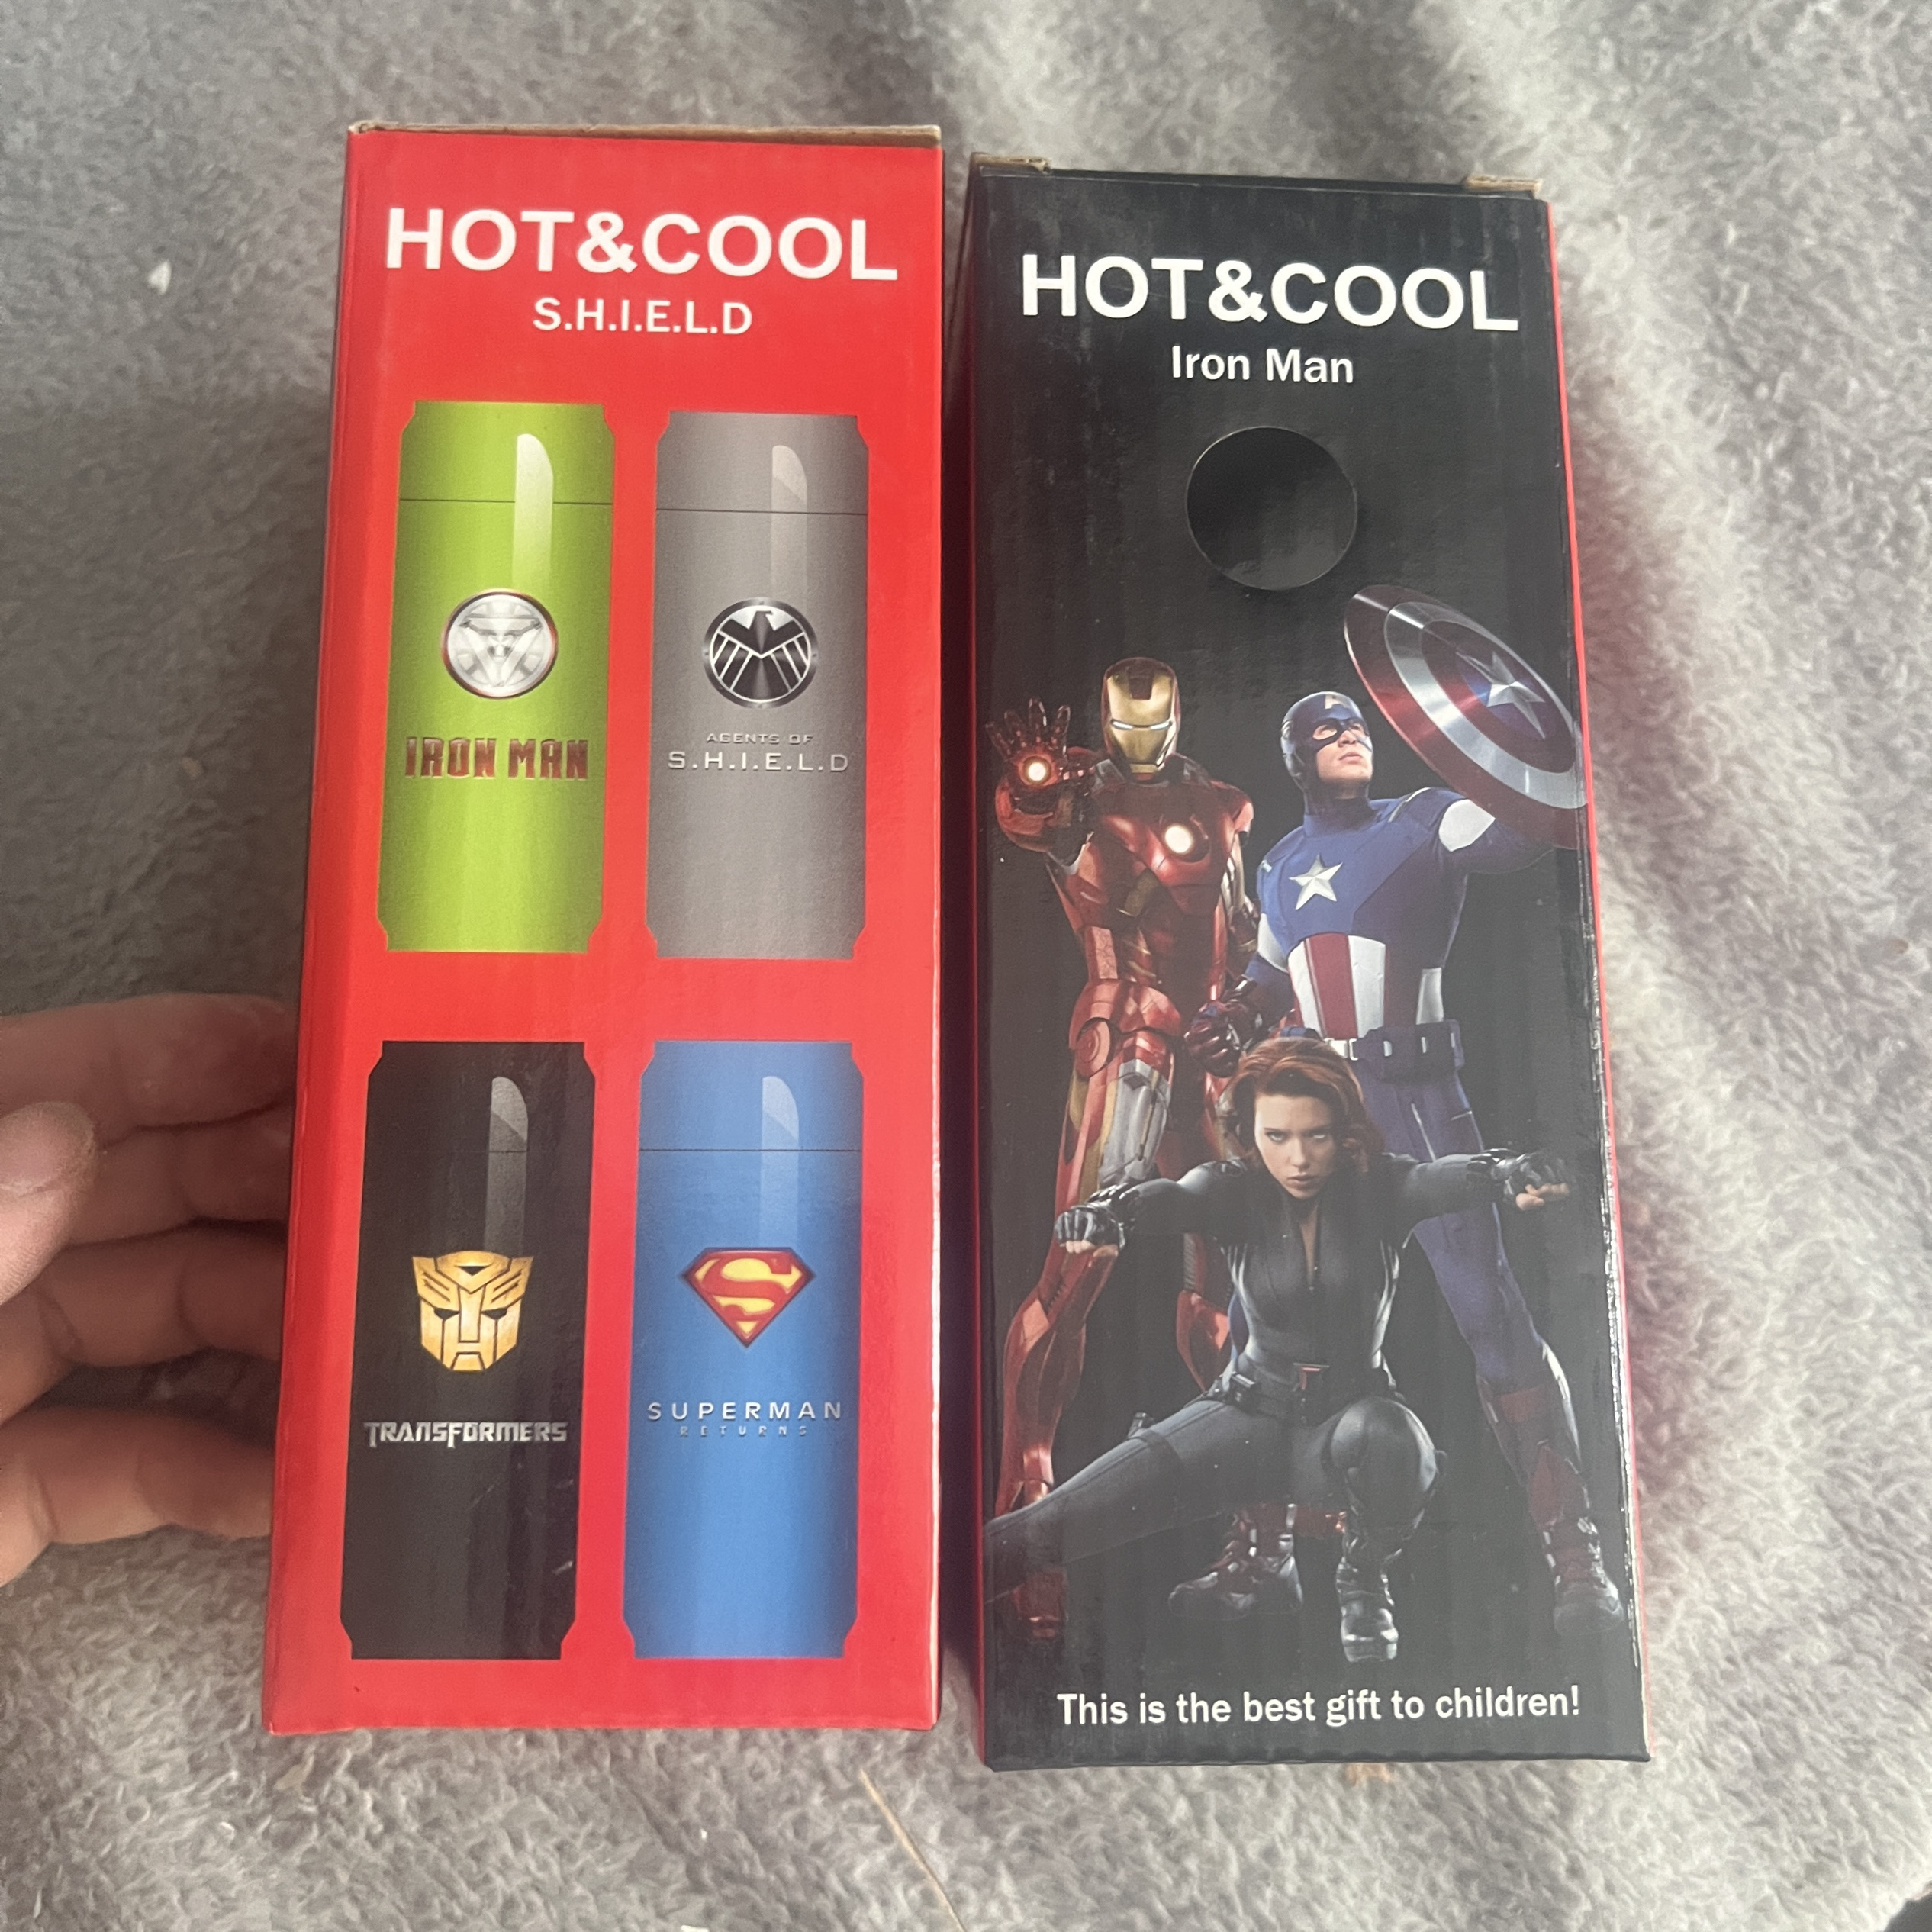 HOT&COOL
S.H.I.E.L.D
IRON MAN
AGENTS OF
S.H.I.E.L.D
TRANSFORMERS
SUPERMAN
RETURNS
HOT&COOL
Iron Man
This is the best gift to children!